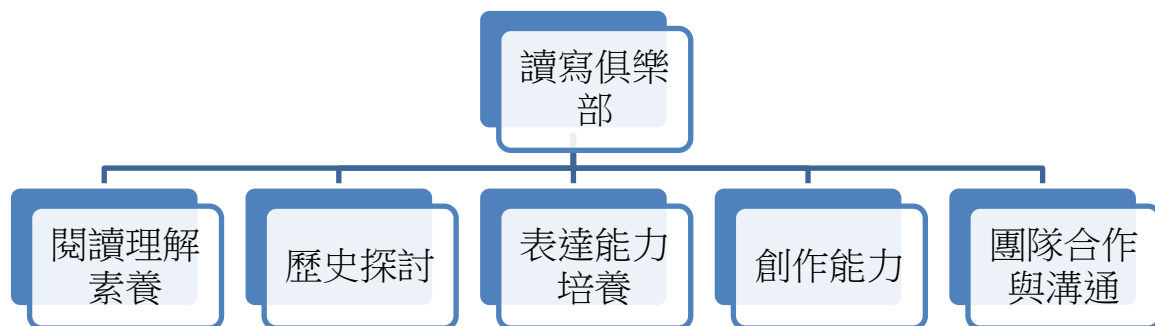 讀寫俱樂
部
閱讀理解
素養
歷史探討
表達能力
培養
創作能力
團隊合作
與溝通